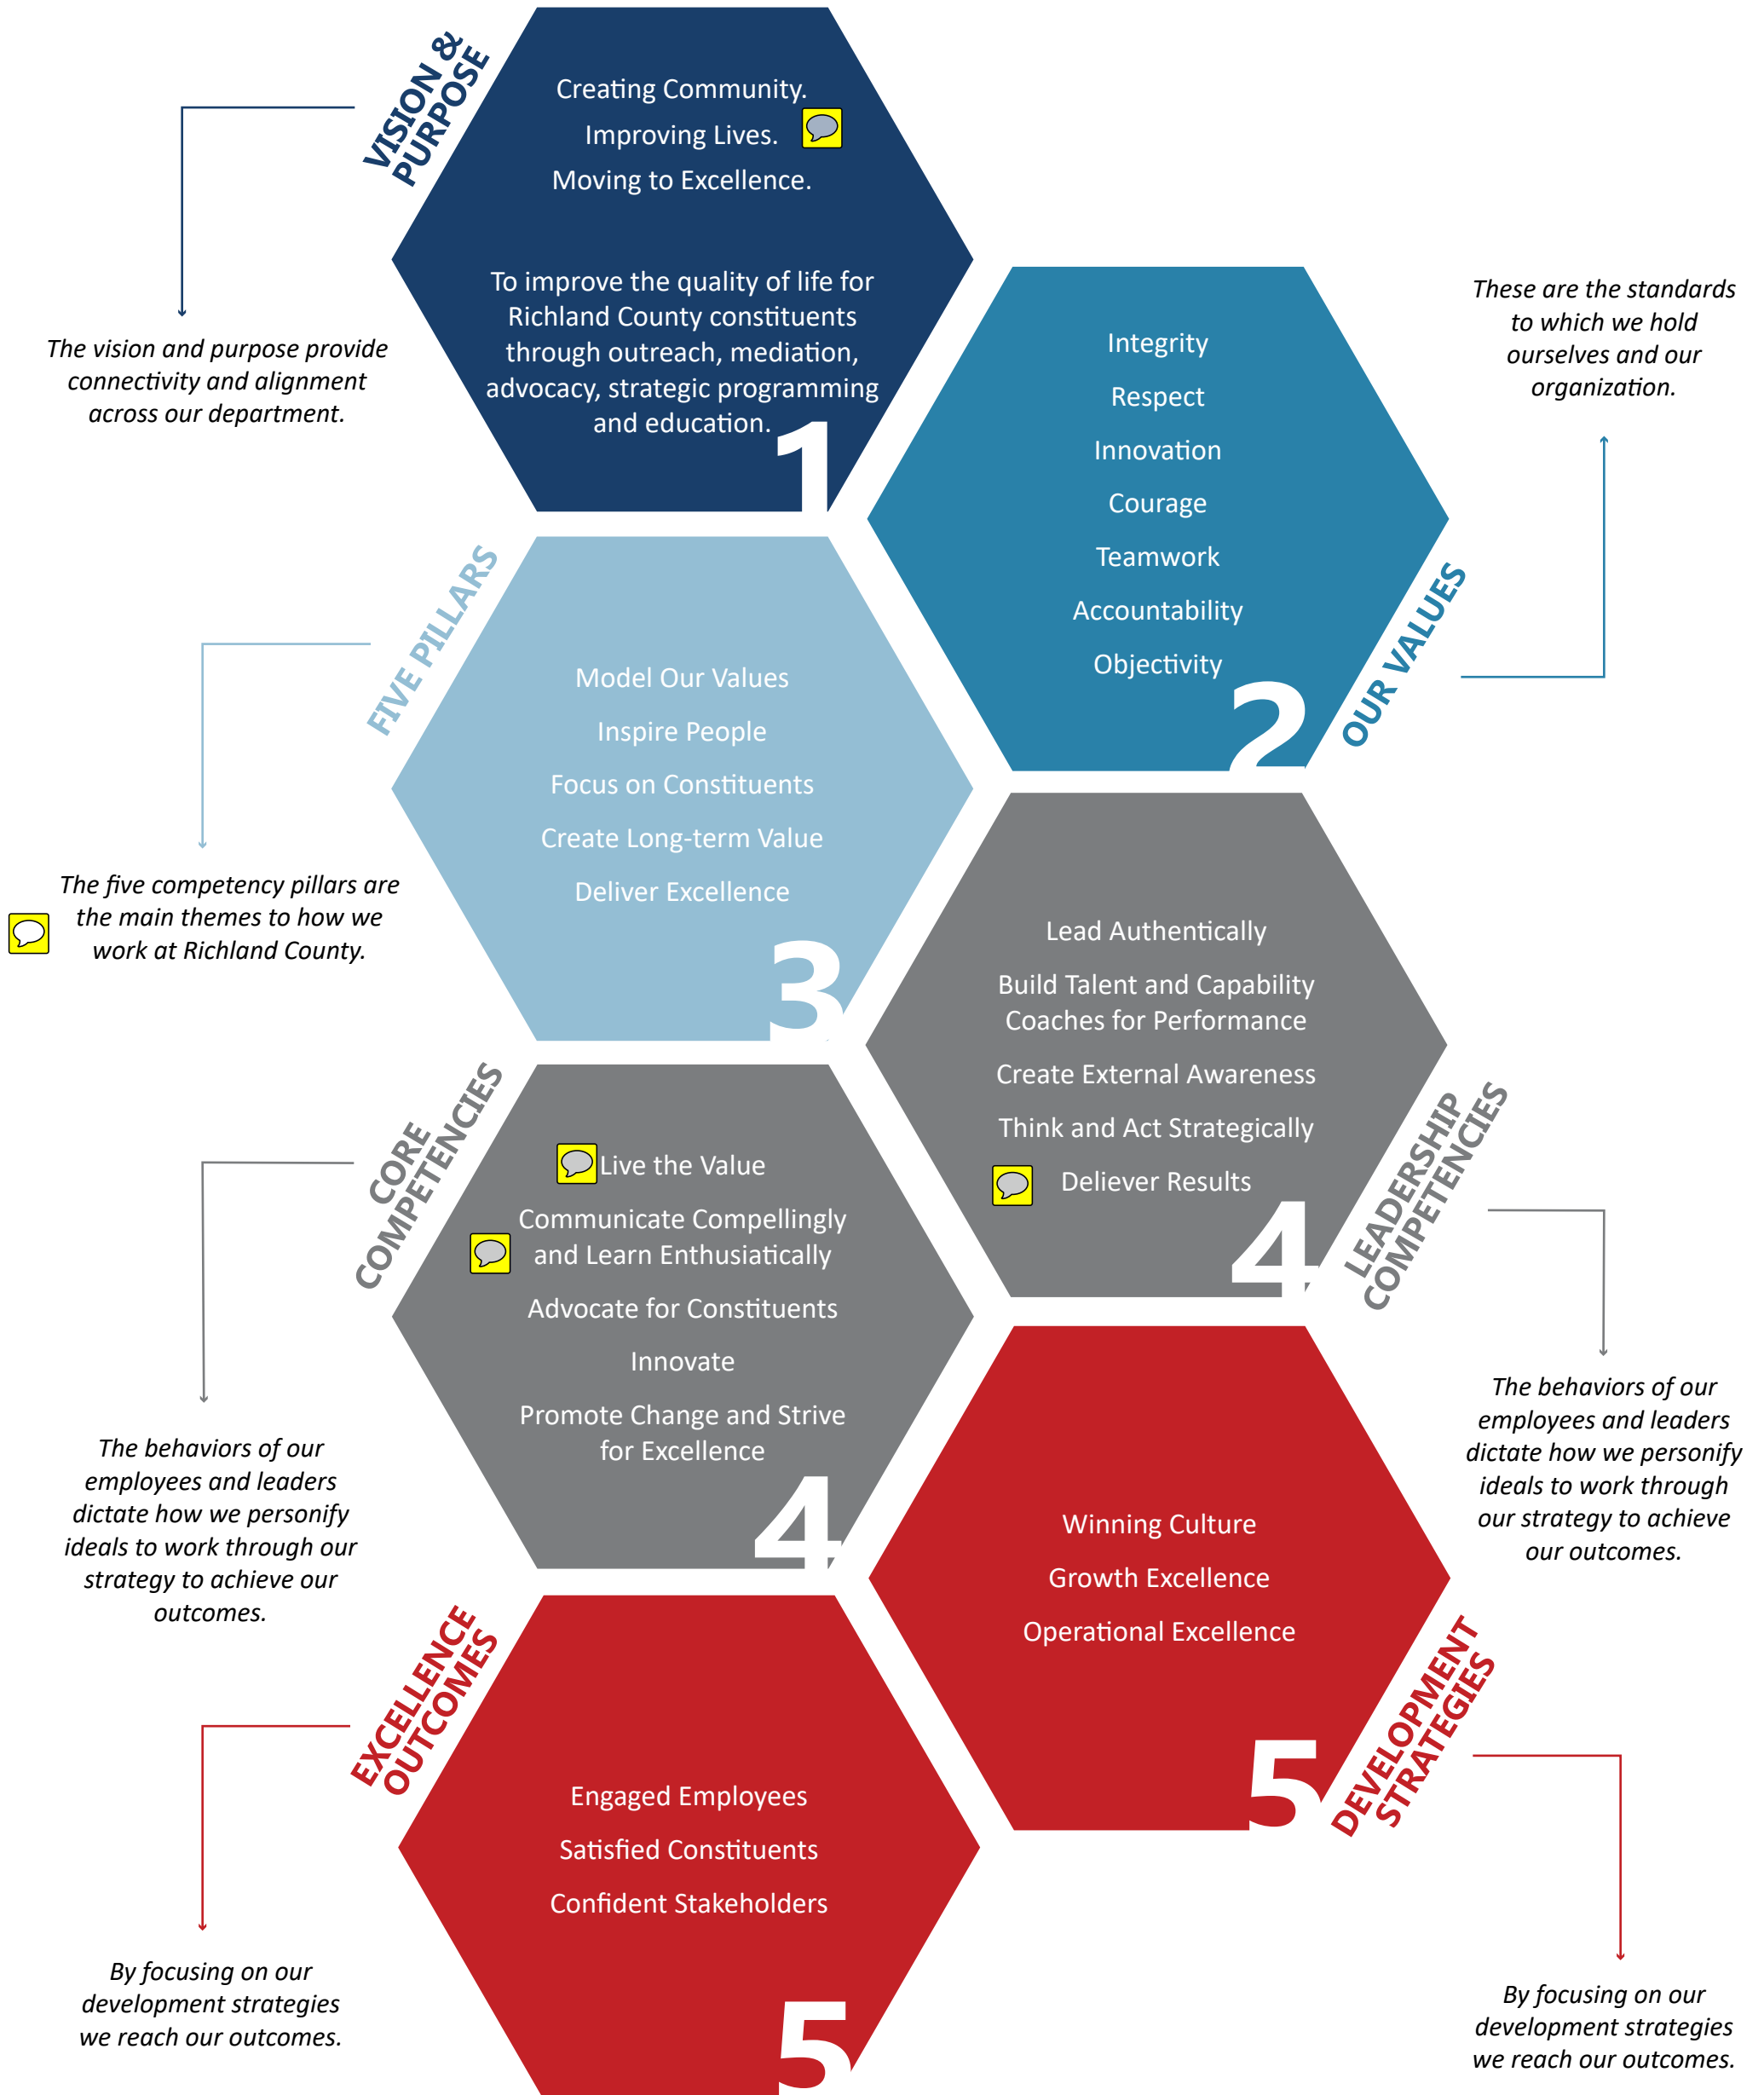 VISION &
PURPOSE
Creating Community.
Improving Lives.
Moving to Excellence.
To improve the quality of life for
Richland County constituents
through outreach, mediation,
advocacy, strategic programming
and education.
1
The vision and purpose provide
connectivity and alignment
across our department.
Integrity
Respect
Innovation
Courage
Teamwork
Accountability
Objectivity
2
OUR VALUES
These are the standards
to which we hold
ourselves and our
organization.
FIVE PILLARS
Model Our Values
Inspire People
Focus on Constituents
Create Long-term Value
Deliver Excellence
3
The five competency pillars are
the main themes to how we
work at Richland County.
Lead Authentically
Build Talent and Capability
Coaches for Performance
Create External Awareness
Think and Act Strategically
Deliever Results
4
LEADERSHIP
COMPETENCIES
The behaviors of our
employees and leaders
dictate how we personify
ideals to work through
our strategy to achieve
our outcomes.
CORE
COMPETENCIES
Live the Value
Communicate Compellingly
and Learn Enthusiatically
Advocate for Constituents
Innovate
Promote Change and Strive
for Excellence
4
The behaviors of our
employees and leaders
dictate how we personify
ideals to work through our
strategy to achieve our
outcomes.
Winning Culture
Growth Excellence
Operational Excellence
5
DEVELOPMENT
STRATEGIES
By focusing on our
development strategies
we reach our outcomes.
EXCELLENCE
OUTCOMES
Engaged Employees
Satisfied Constituents
Confident Stakeholders
5
By focusing on our
development strategies
we reach our outcomes.